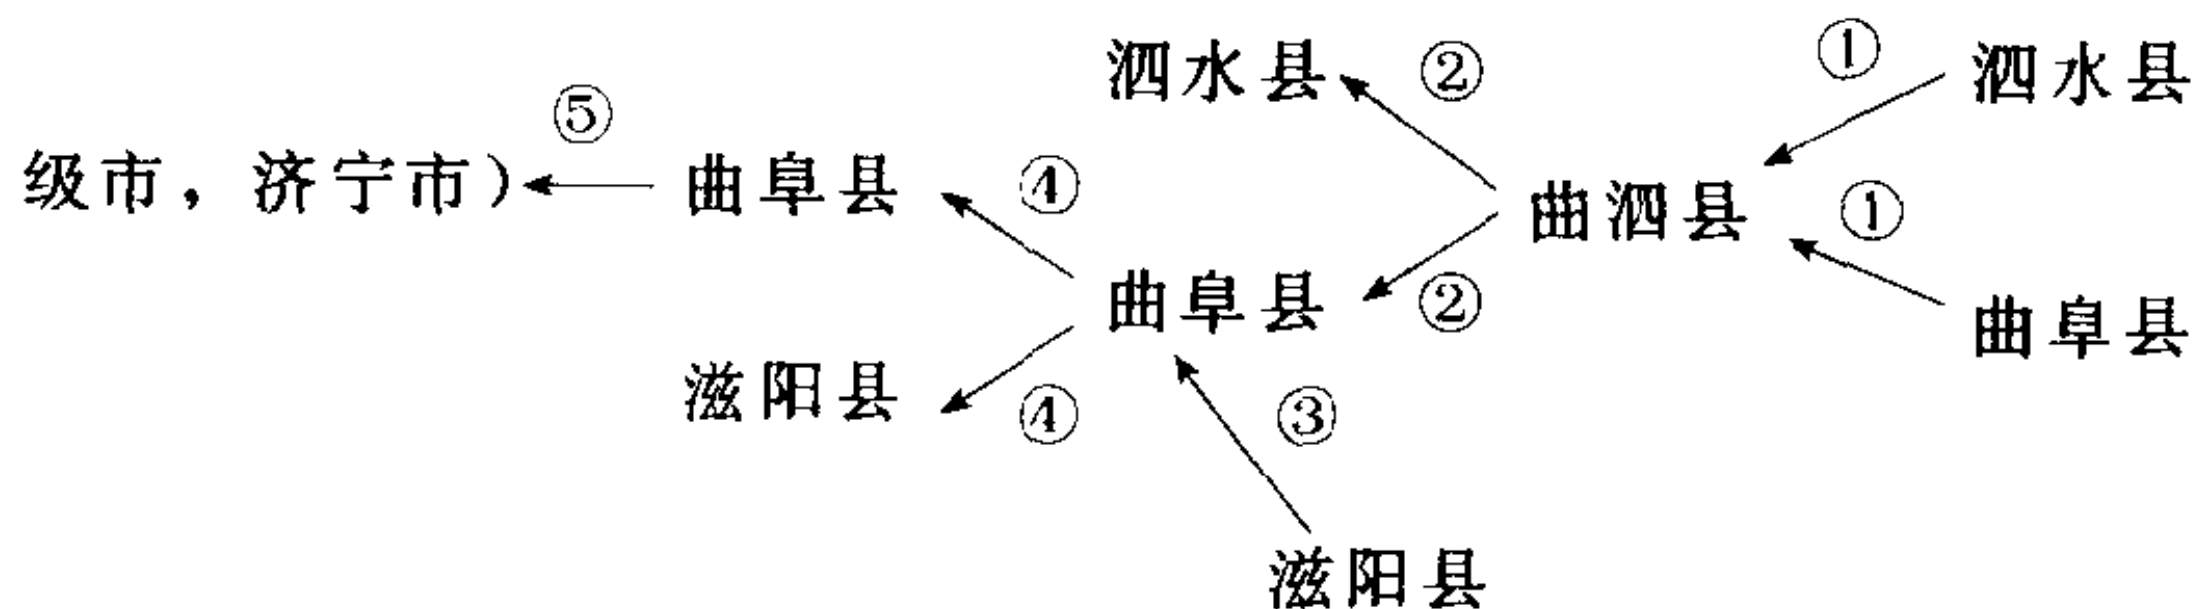 泗水县 ② ① 泗水县
⑤
级市，济宁市） 曲阜县 ④ 曲泗县 ①
曲阜县 ② 曲阜县
滋阳县 ④ ③
滋阳县